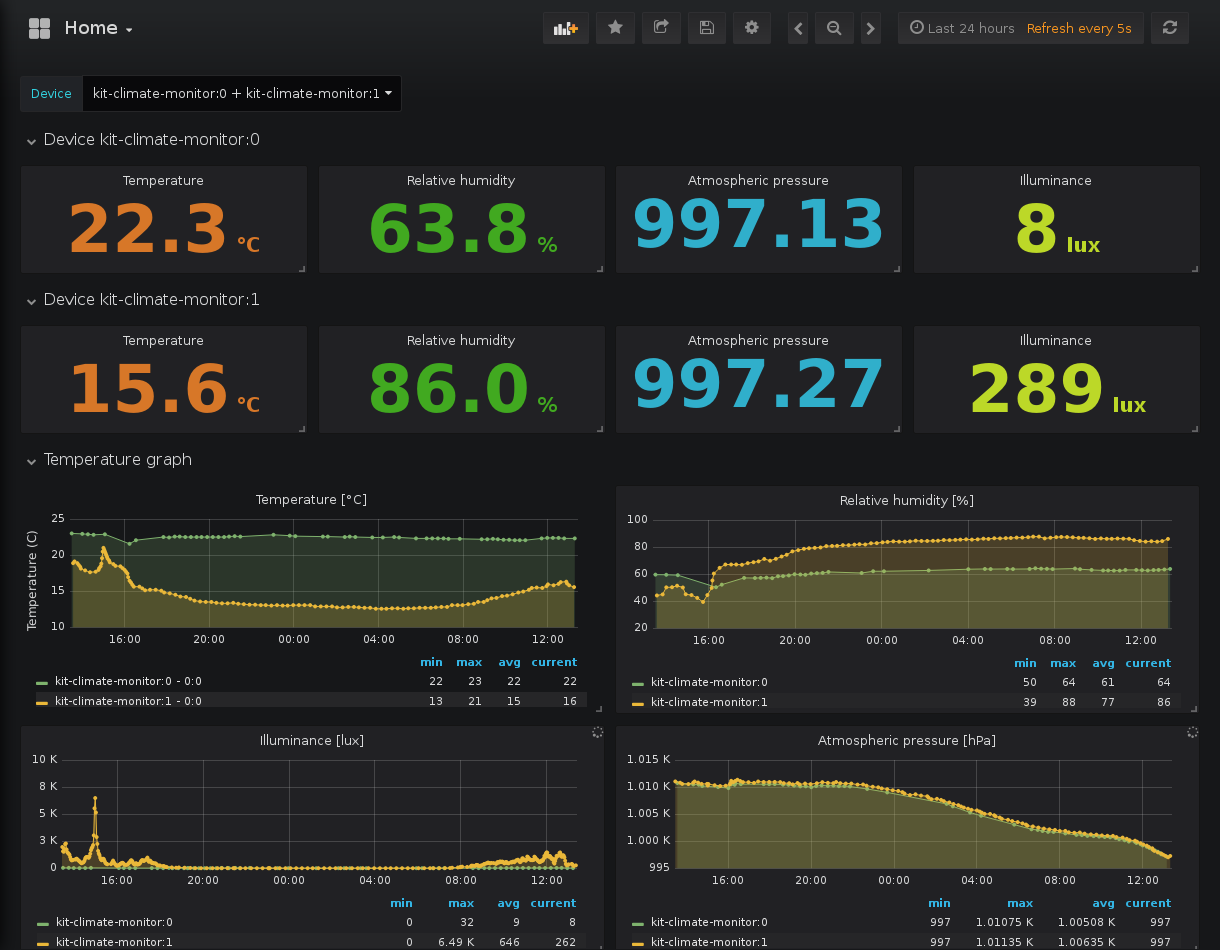 Home
Last 24 hours Refresh every 5s
Device kit-climate-monitor:0 + kit-climate-monitor:1
Device kit-climate-monitor:0
Temperature Relative humidity Atmospheric pressure Illuminance
22.3 °C 63.8 % 997.13 8 lux
Device kit-climate-monitor:1
Temperature Relative humidity Atmospheric pressure Illuminance
15.6 °C 86.0 % 997.27 289 lux
Temperature graph
Temperature [°C]
Temperature (C)
25
20
15
10
16:00 20:00 00:00 04:00 08:00 12:00
min max avg current
kit-climate-monitor:0 - 0:0 22 23 22 22
kit-climate-monitor:1 - 0:0 13 21 15 16
Relative humidity [%]
100
80
60
40
20
16:00 20:00 00:00 04:00 08:00 12:00
min max avg current
kit-climate-monitor:0 50 64 61 64
kit-climate-monitor:1 39 88 77 86
Illuminance [lux]
10 K
8 K
5 K
3 K
0
16:00 20:00 00:00 04:00 08:00 12:00
min max avg current
kit-climate-monitor:0 0 32 9 8
kit-climate-monitor:1 0 6.49 K 646 262
Atmospheric pressure [hPa]
1.015 K
1.010 K
1.005 K
1.000 K
995
16:00 20:00 00:00 04:00 08:00 12:00
min max avg current
kit-climate-monitor:0 997 1.01075 K 1.00508 K 997
kit-climate-monitor:1 997 1.01135 K 1.00635 K 997